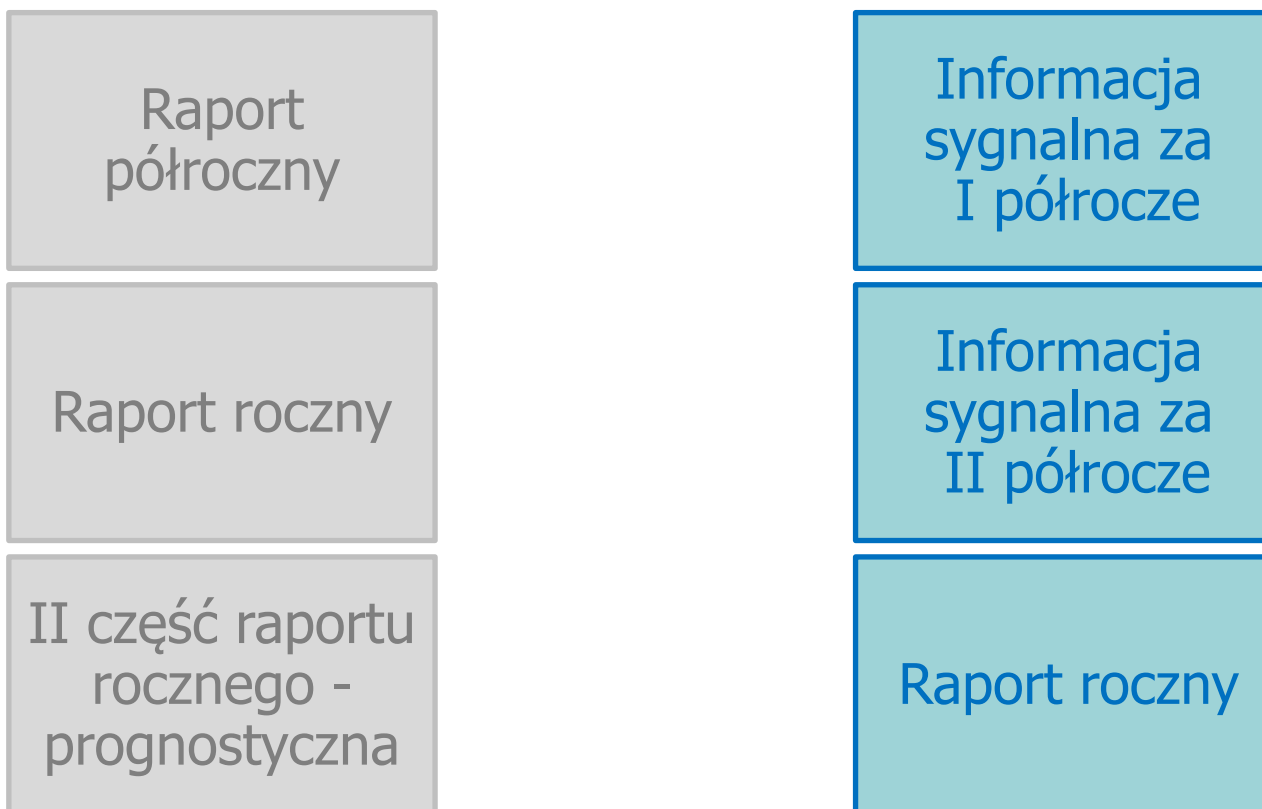 Raport
półroczny
Raport roczny
II część raportu
rocznego -
prognostyczna
Informacja
sygnalna za
I półrocze
Informacja
sygnalna za
II półrocze
Raport roczny